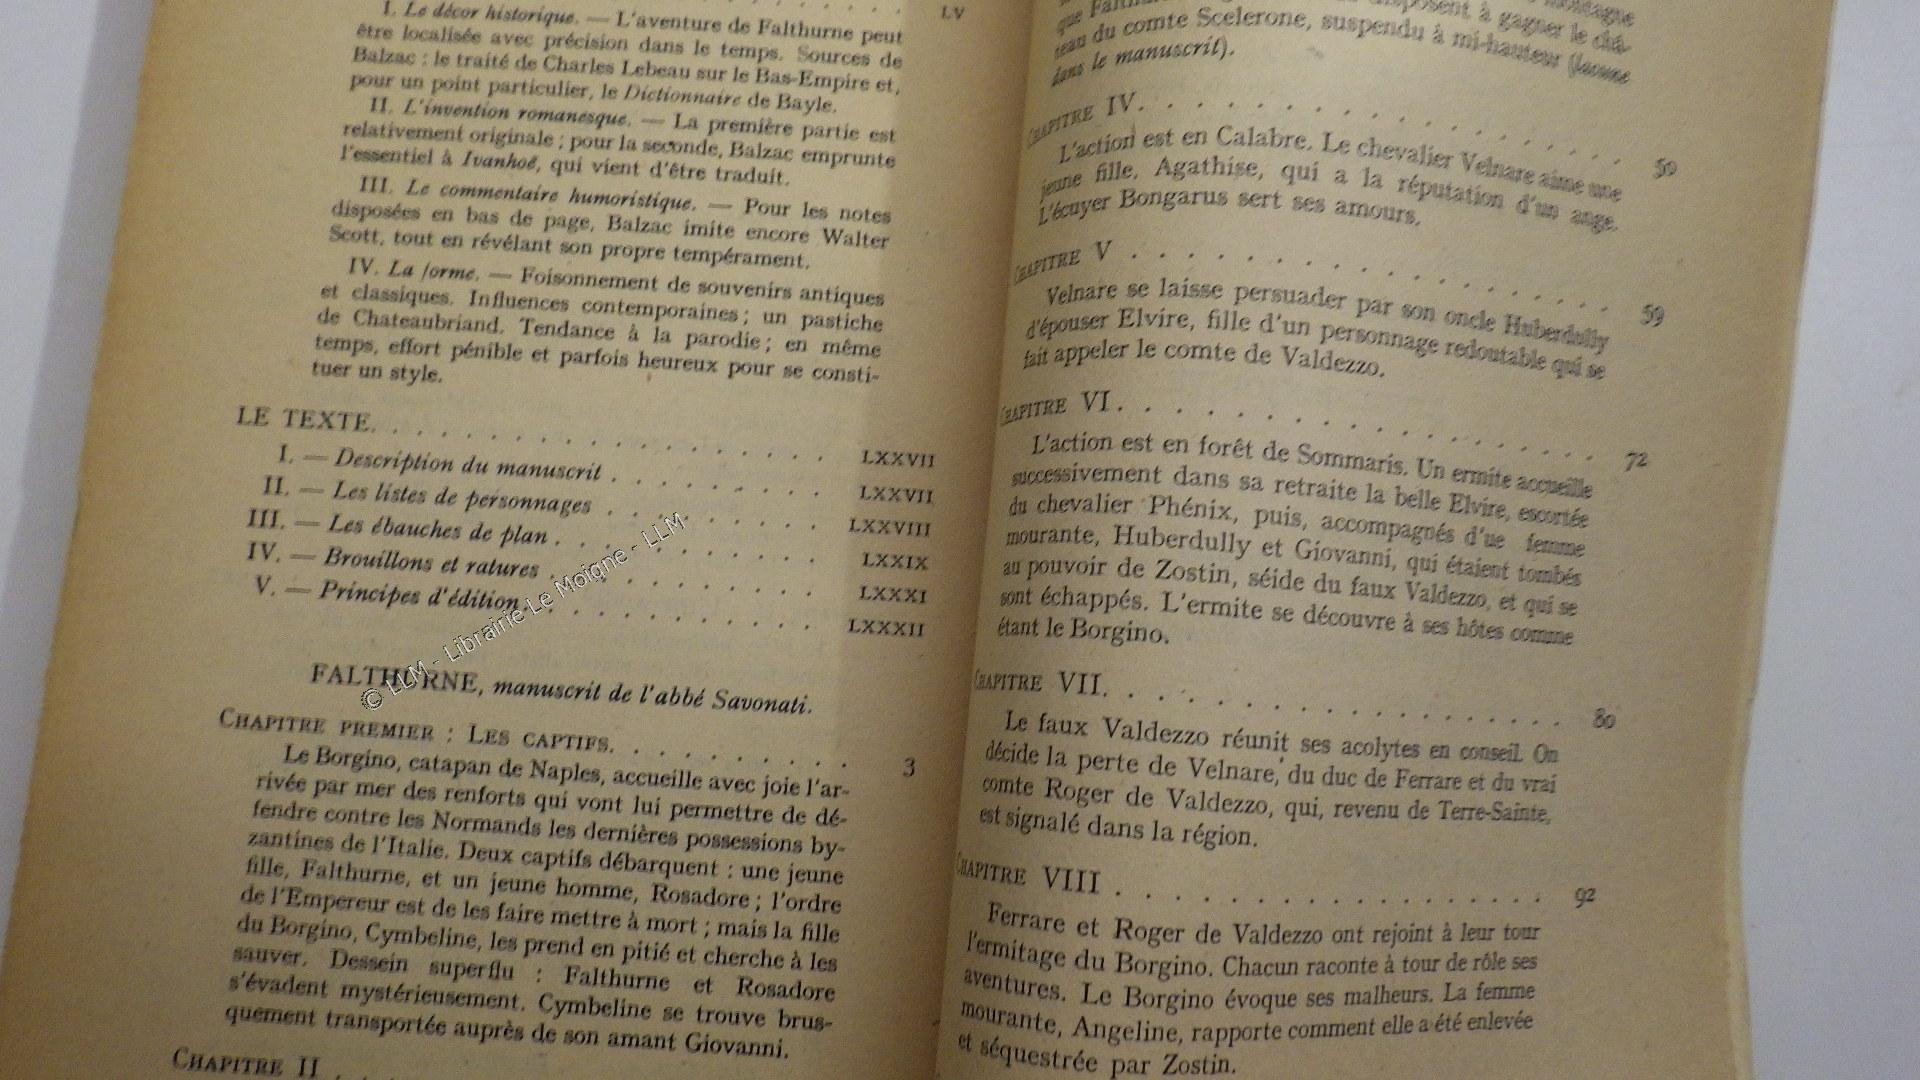 LV
I. Le décor historique. — L'aventure de Falthurne peut
être localisée avec précision dans le temps. Sources de
Balzac : le traité de Charles Lebeau sur le Bas-Empire et,
pour un point particulier, le Dictionnaire de Bayle.
II. L'invention romanesque. — La première partie est
relativement originale ; pour la seconde, Balzac emprunte
l'essentiel à Ivanhoë, qui vient d'être traduit.
III. Le commentaire humoristique. — Pour les notes
disposées en bas de page, Balzac imite encore Walter
Scott, tout en révélant son propre tempérament.
IV. La forme. — Foisonnement de souvenirs antiques
et classiques. Influences contemporaines ; un pastiche
de Chateaubriand. Tendance à la parodie ; en même
temps, effort pénible et parfois heureux pour se consti-
tuer un style.
LE TEXTE. . . . . . . . . . . . . . . . . LXXVII
I. — Description du manuscrit . . . . . . . . LXXVII
II. — Les listes de personnages . . . . . . . . LXXVIII
III. — Les ébauches de plan . . . . . . . . . . LXXIX
IV. — Brouillons et ratures . . . . . . . . . . LXXXI
V. — Principes d'édition . . . . . . . . . . . LXXXII
FALTHURNE, manuscrit de l'abbé Savonati.
CHAPITRE PREMIER : LES CAPTIFS. . . . . . . . . 3
Le Borgino, catapan de Naples, accueille avec joie l'ar-
rivée par mer des renforts qui vont lui permettre de dé-
fendre contre les Normands les dernières possessions by-
zantines de l'Italie. Deux captifs débarquent : une jeune
fille, Falthurne, et un jeune homme, Rosadore ; l'ordre
de l'Empereur est de les faire mettre à mort ; mais la fille
du Borgino, Cymbeline, les prend en pitié et cherche à les
sauver. Dessein superflu : Falthurne et Rosadore
s'évadent mystérieusement. Cymbeline se trouve brus-
quement transportée auprès de son amant Giovanni.
CHAPITRE II . . .
© LLM - Librairie Le Moigne - LLM
montagne
que disposent à gagner le châ-
teau du comte Scelerone, suspendu à mi-hauteur (lacune
dans le manuscrit).
CHAPITRE IV. . . . . . . . . . . . . . . . 50
L'action est en Calabre. Le chevalier Velnare aime une
jeune fille, Agathise, qui a la réputation d'un ange.
L'écuyer Bongarus sert ses amours.
CHAPITRE V . . . . . . . . . . . . . . . . 59
Velnare se laisse persuader par son oncle Huberdully
d'épouser Elvire, fille d'un personnage redoutable qui se
fait appeler le comte de Valdezzo.
CHAPITRE VI. . . . . . . . . . . . . . . . 72
L'action est en forêt de Sommaris. Un ermite accueille
successivement dans sa retraite la belle Elvire, escortée
du chevalier Phénix, puis, accompagnés d'ue femme
mourante, Huberdully et Giovanni, qui étaient tombés
au pouvoir de Zostin, séide du faux Valdezzo, et qui se
sont échappés. L'ermite se découvre à ses hôtes comme
étant le Borgino.
CHAPITRE VII. . . . . . . . . . . . . . . . 80
Le faux Valdezzo réunit ses acolytes en conseil. On
décide la perte de Velnare, du duc de Ferrare et du vrai
comte Roger de Valdezzo, qui, revenu de Terre-Sainte,
est signalé dans la région.
CHAPITRE VIII . . . . . . . . . . . . . . . 92
Ferrare et Roger de Valdezzo ont rejoint à leur tour
l'ermitage du Borgino. Chacun raconte à tour de rôle ses
aventures. Le Borgino évoque ses malheurs. La femme
mourante, Angeline, rapporte comment elle a été enlevée
et séquestrée par Zostin.